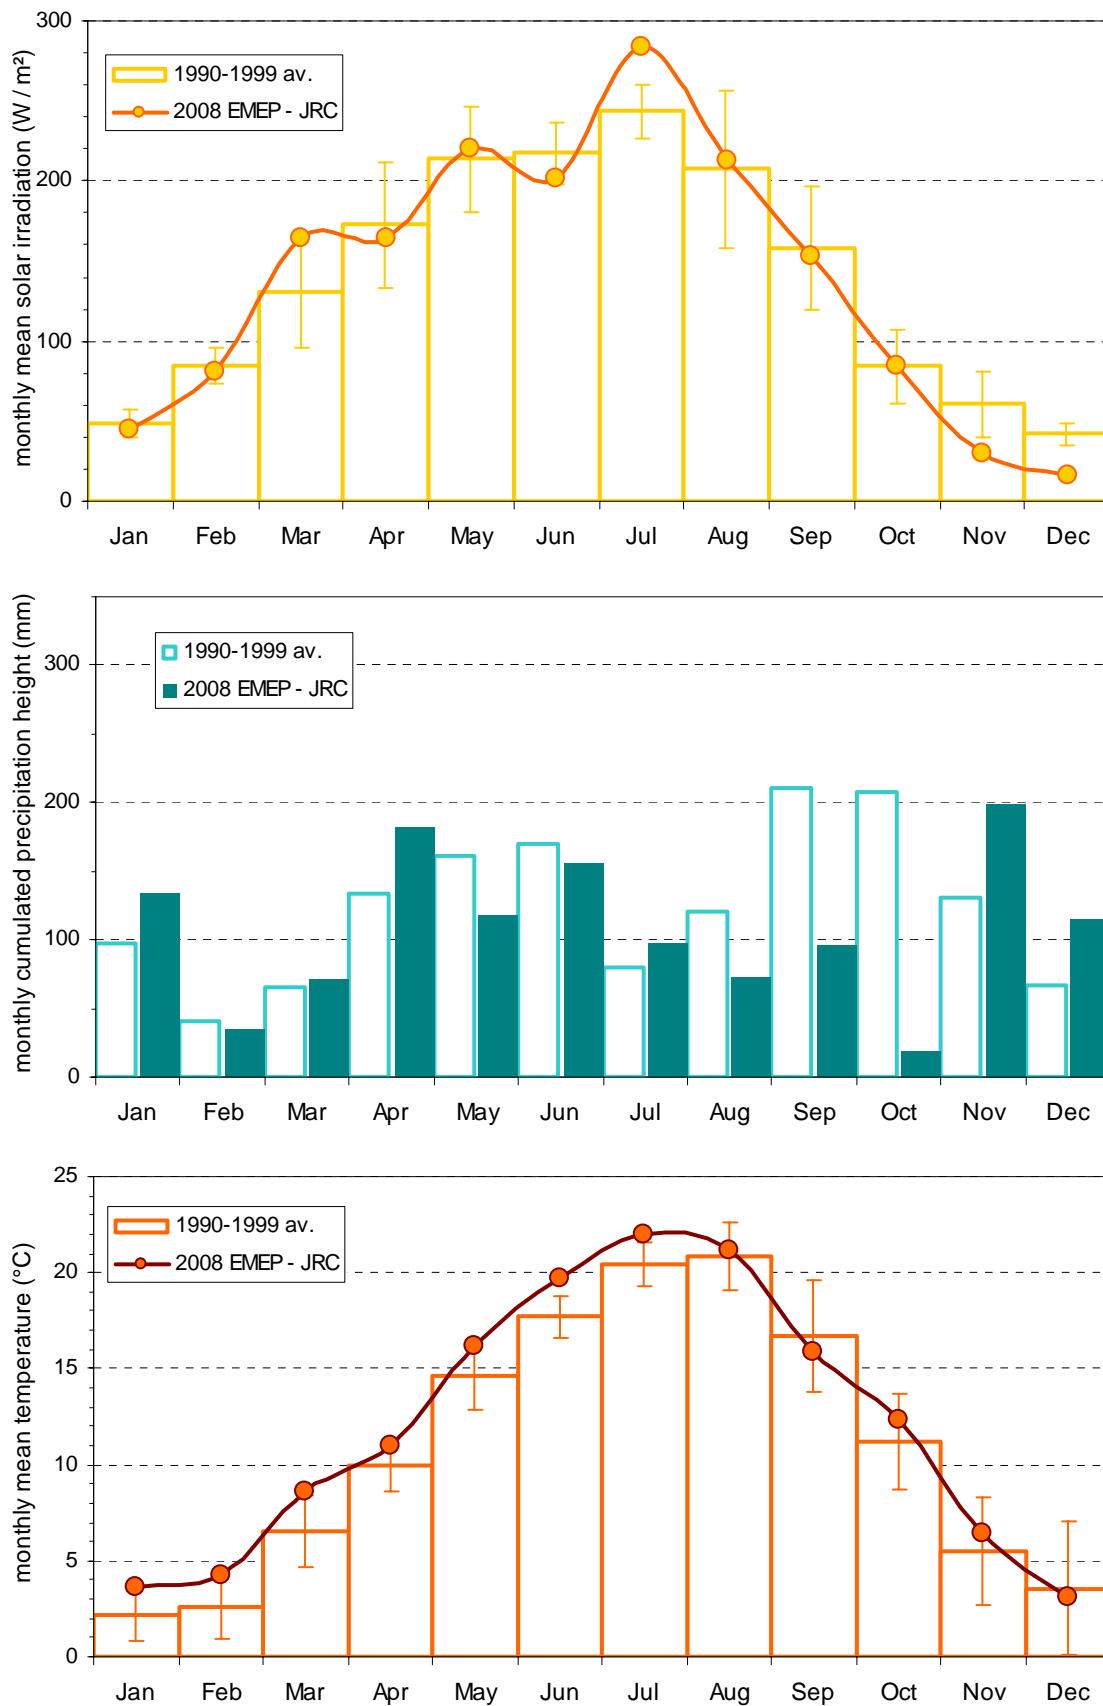 monthly mean solar irradiation (W / m²)
300
200
100
0
1990-1999 av.
2008 EMEP - JRC
Jan Feb Mar Apr May Jun Jul Aug Sep Oct Nov Dec
monthly cumulated precipitation height (mm)
300
200
100
0
1990-1999 av.
2008 EMEP - JRC
Jan Feb Mar Apr May Jun Jul Aug Sep Oct Nov Dec
monthly mean temperature (°C)
25
20
15
10
5
0
1990-1999 av.
2008 EMEP - JRC
Jan Feb Mar Apr May Jun Jul Aug Sep Oct Nov Dec